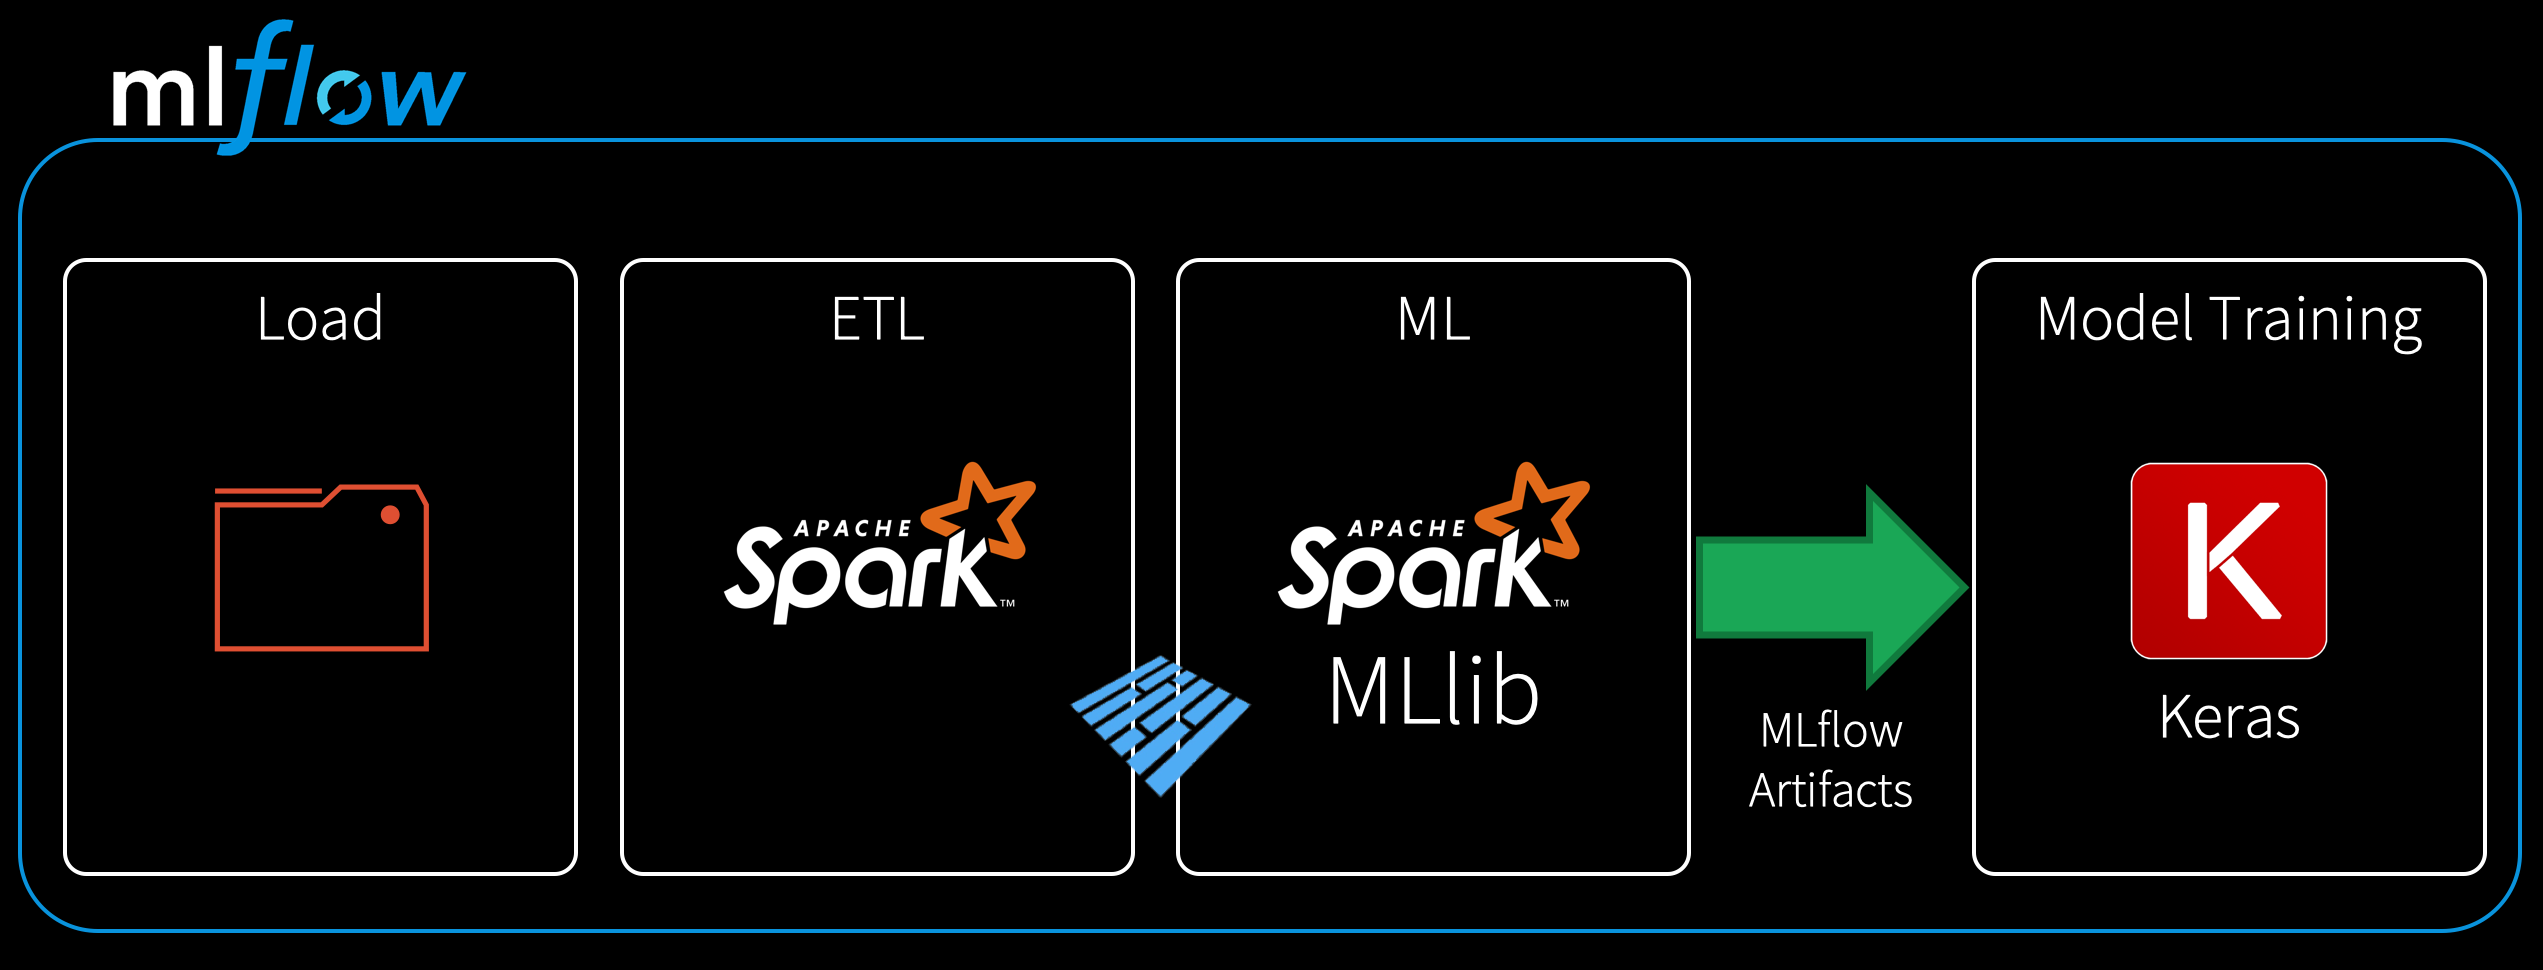 mlflow
Load
ETL
ML
Model Training
APACHE
Spark™
APACHE
Spark™
MLlib
K
MLflow
Artifacts
Keras